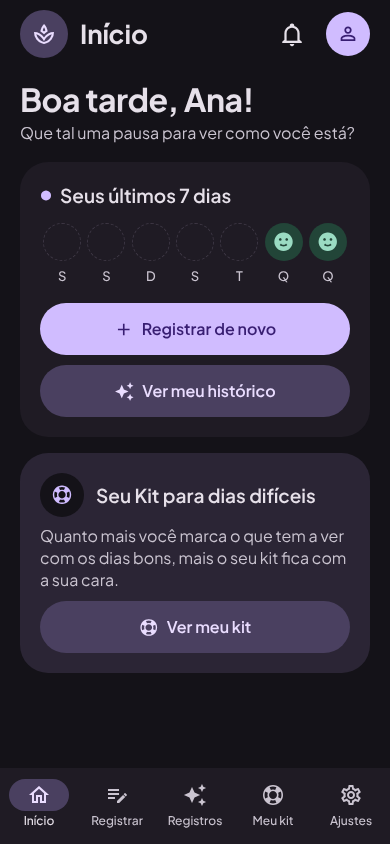 Início
Boa tarde, Ana!
Que tal uma pausa para ver como você está?
Seus últimos 7 dias
S S D S T Q Q
Registrar de novo
Ver meu histórico
Seu Kit para dias difíceis
Quanto mais você marca o que tem a ver
com os dias bons, mais o seu kit fica com
a sua cara.
Ver meu kit
Início Registrar Registros Meu kit Ajustes